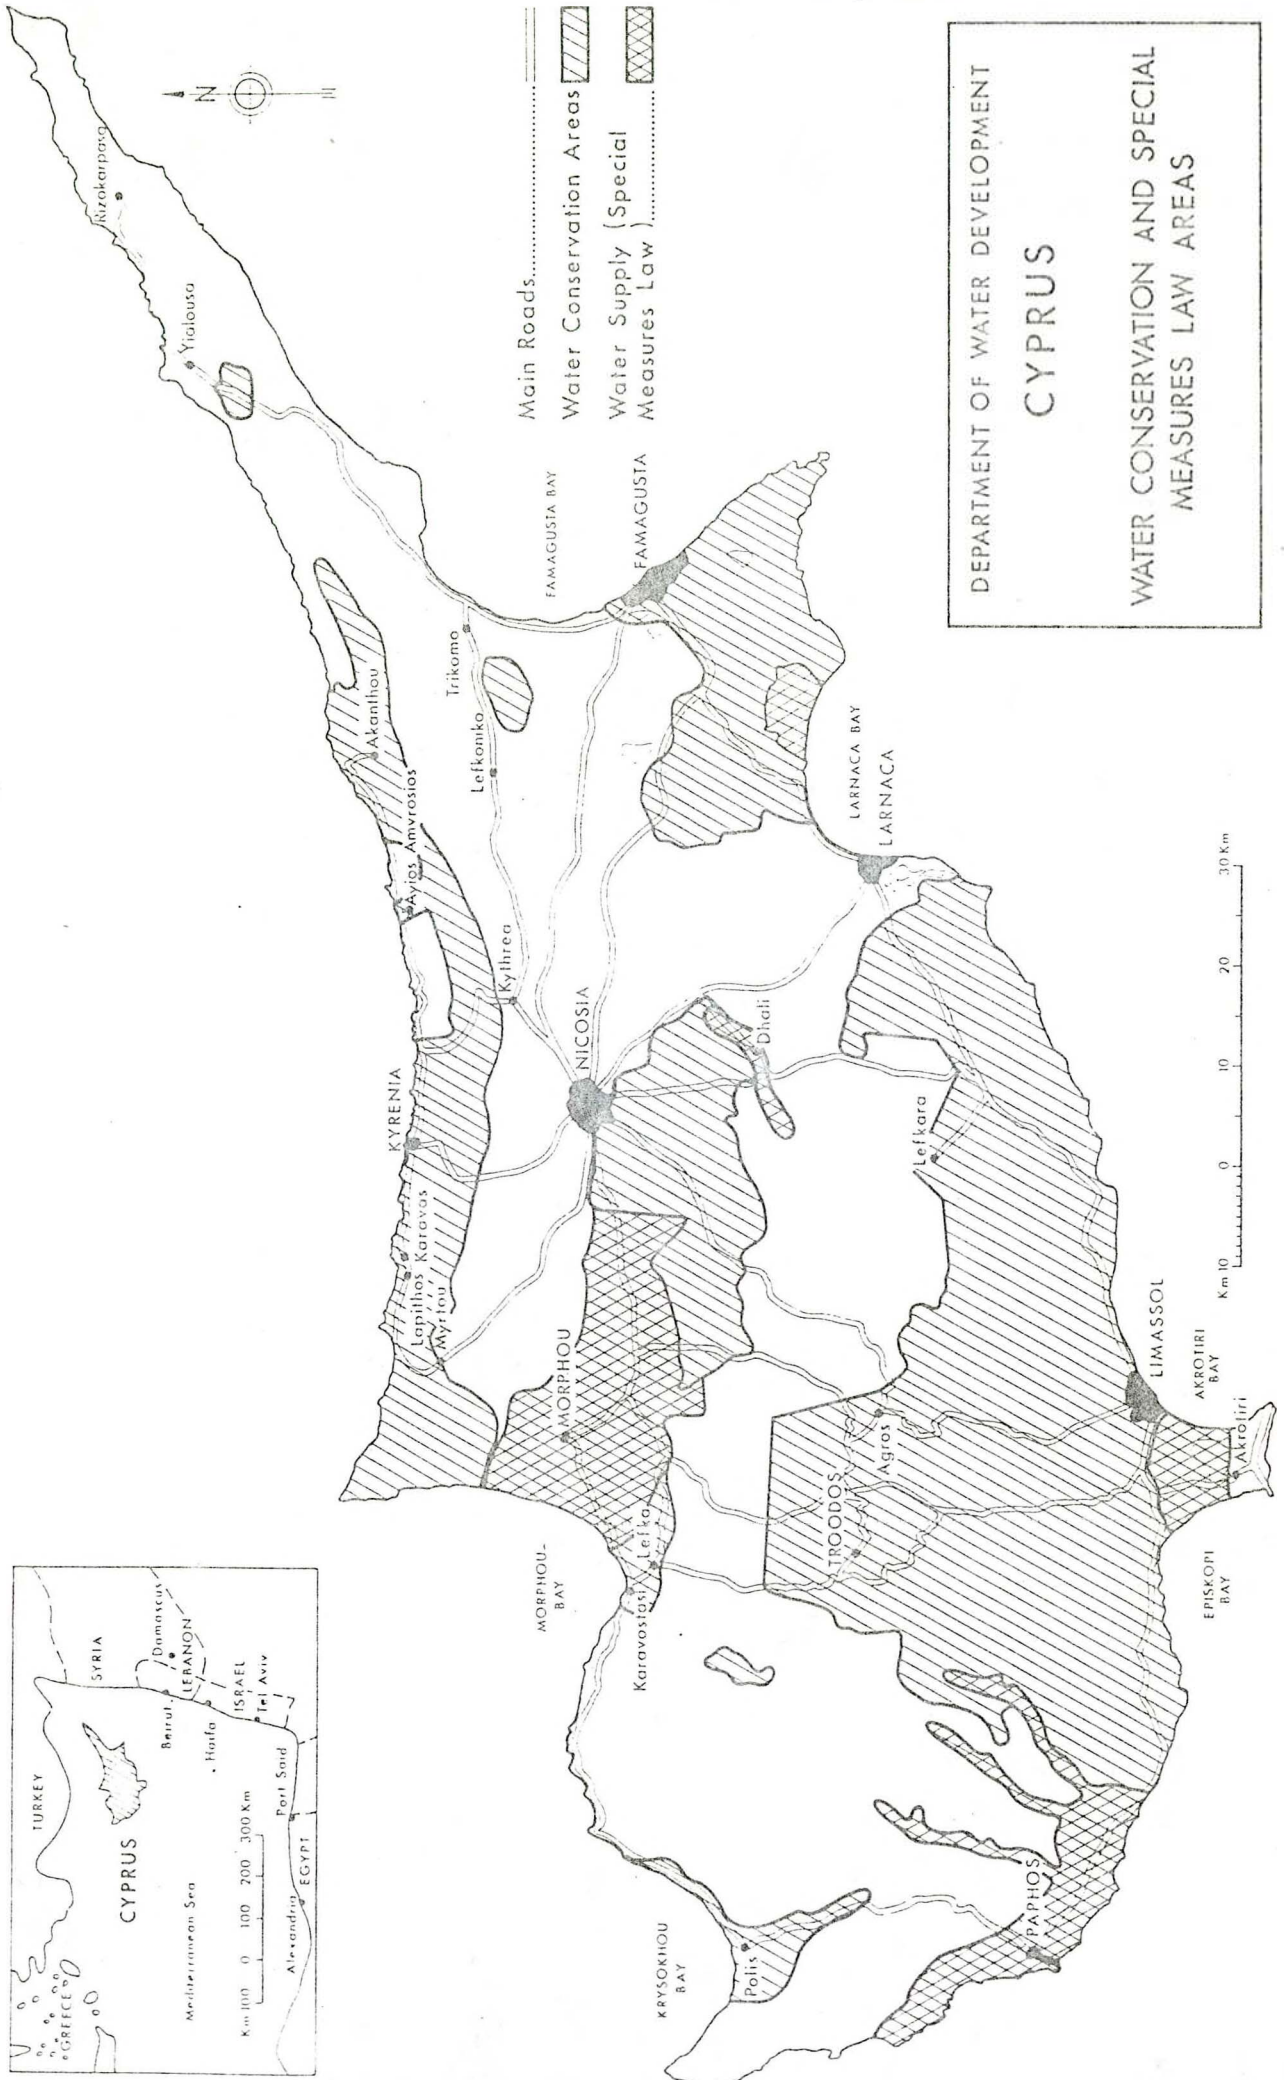 DEPARTMENT OF WATER DEVELOPMENT
CYPRUS
WATER CONSERVATION AND SPECIAL
MEASURES LAW AREAS
Main Roads
Water Conservation Areas
Water Supply (Special
Measures Law)
N
Rizokarpaso
Yialousa
FAMAGUSTA BAY
FAMAGUSTA
Trikomo
Lefkoniko
Akanthou
Ayios Amvrosios
Kythrea
NICOSIA
KYRENIA
Karavas
Lapithos
Myrtou
MORPHOU
MORPHOU-
BAY
Lefka
Karavostasi
Dhali
LARNACA BAY
LARNACA
Lefkara
TROODOS
Agros
LIMASSOL
AKROTIRI
BAY
Akrotiri
EPISKOPI
BAY
KRYSOKHOU
BAY
Polis
PAPHOS
Km 10 0 10 20 30 Km
TURKEY
GREECE
CYPRUS
SYRIA
Damascus
LEBANON
Beirut
Haifa
ISRAEL
Tel Aviv
Port Said
Alexandria
EGYPT
Mediterranean Sea
Km 100 0 100 200 300 Km